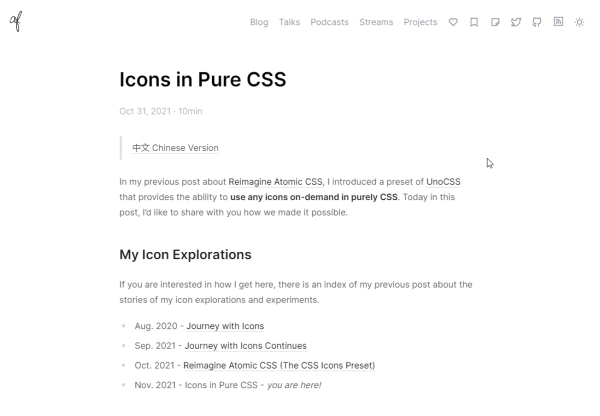 af
Blog Talks Podcasts Streams Projects
Icons in Pure CSS
Oct 31, 2021 · 10min
中文 Chinese Version
In my previous post about Reimagine Atomic CSS, I introduced a preset of UnoCSS
that provides the ability to use any icons on-demand in purely CSS. Today in this
post, I'd like to share with you how we made it possible.
My Icon Explorations
If you are interested in how I get here, there is an index of my previous post about the
stories of my icon explorations and experiments.
Aug. 2020 - Journey with Icons
Sep. 2021 - Journey with Icons Continues
Oct. 2021 - Reimagine Atomic CSS (The CSS Icons Preset)
Nov. 2021 - Icons in Pure CSS - you are here!